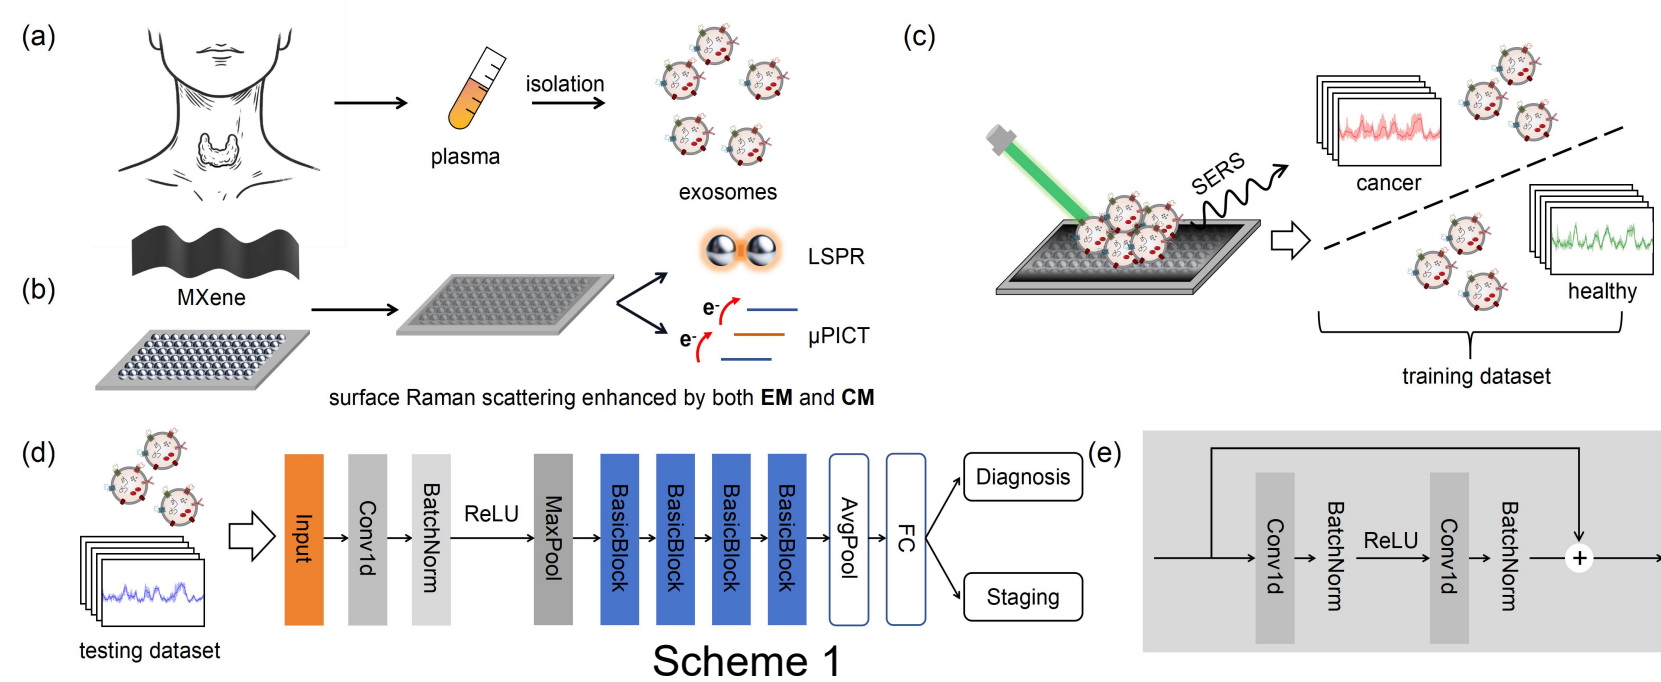 (a)
plasma
isolation
exosomes
(b)
MXene
LSPR
e-
e-
μPICT
surface Raman scattering enhanced by both EM and CM
(c)
SERS
cancer
healthy
training dataset
(d)
testing dataset
Input
Conv1d
BatchNorm
ReLU
MaxPool
BasicBlock
BasicBlock
BasicBlock
BasicBlock
AvgPool
FC
Diagnosis
Staging
(e)
Conv1d
BatchNorm
ReLU
Conv1d
BatchNorm
+
Scheme 1